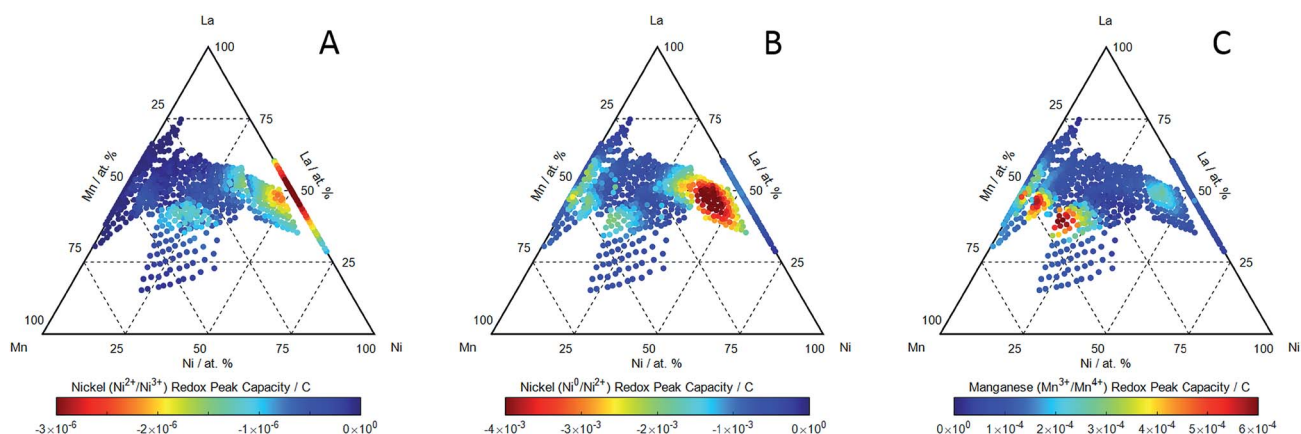 A
La
100
25
75
Mn / at. %
La / at. %
50
50
75
25
100
Mn
25
50
75
100
Ni
Ni / at. %
Nickel (Ni²⁺/Ni³⁺) Redox Peak Capacity / C
-3×10⁻⁶
-2×10⁻⁶
-1×10⁻⁶
0×10⁰
B
La
100
25
75
Mn / at. %
La / at. %
50
50
75
25
100
Mn
25
50
75
100
Ni
Ni / at. %
Nickel (Ni⁰/Ni²⁺) Redox Peak Capacity / C
-4×10⁻³
-3×10⁻³
-2×10⁻³
-1×10⁻³
0×10⁰
C
La
100
25
75
Mn / at. %
La / at. %
50
50
75
25
100
Mn
25
50
75
100
Ni
Ni / at. %
Manganese (Mn³⁺/Mn⁴⁺) Redox Peak Capacity / C
0×10⁰
1×10⁻⁴
2×10⁻⁴
3×10⁻⁴
4×10⁻⁴
5×10⁻⁴
6×10⁻⁴